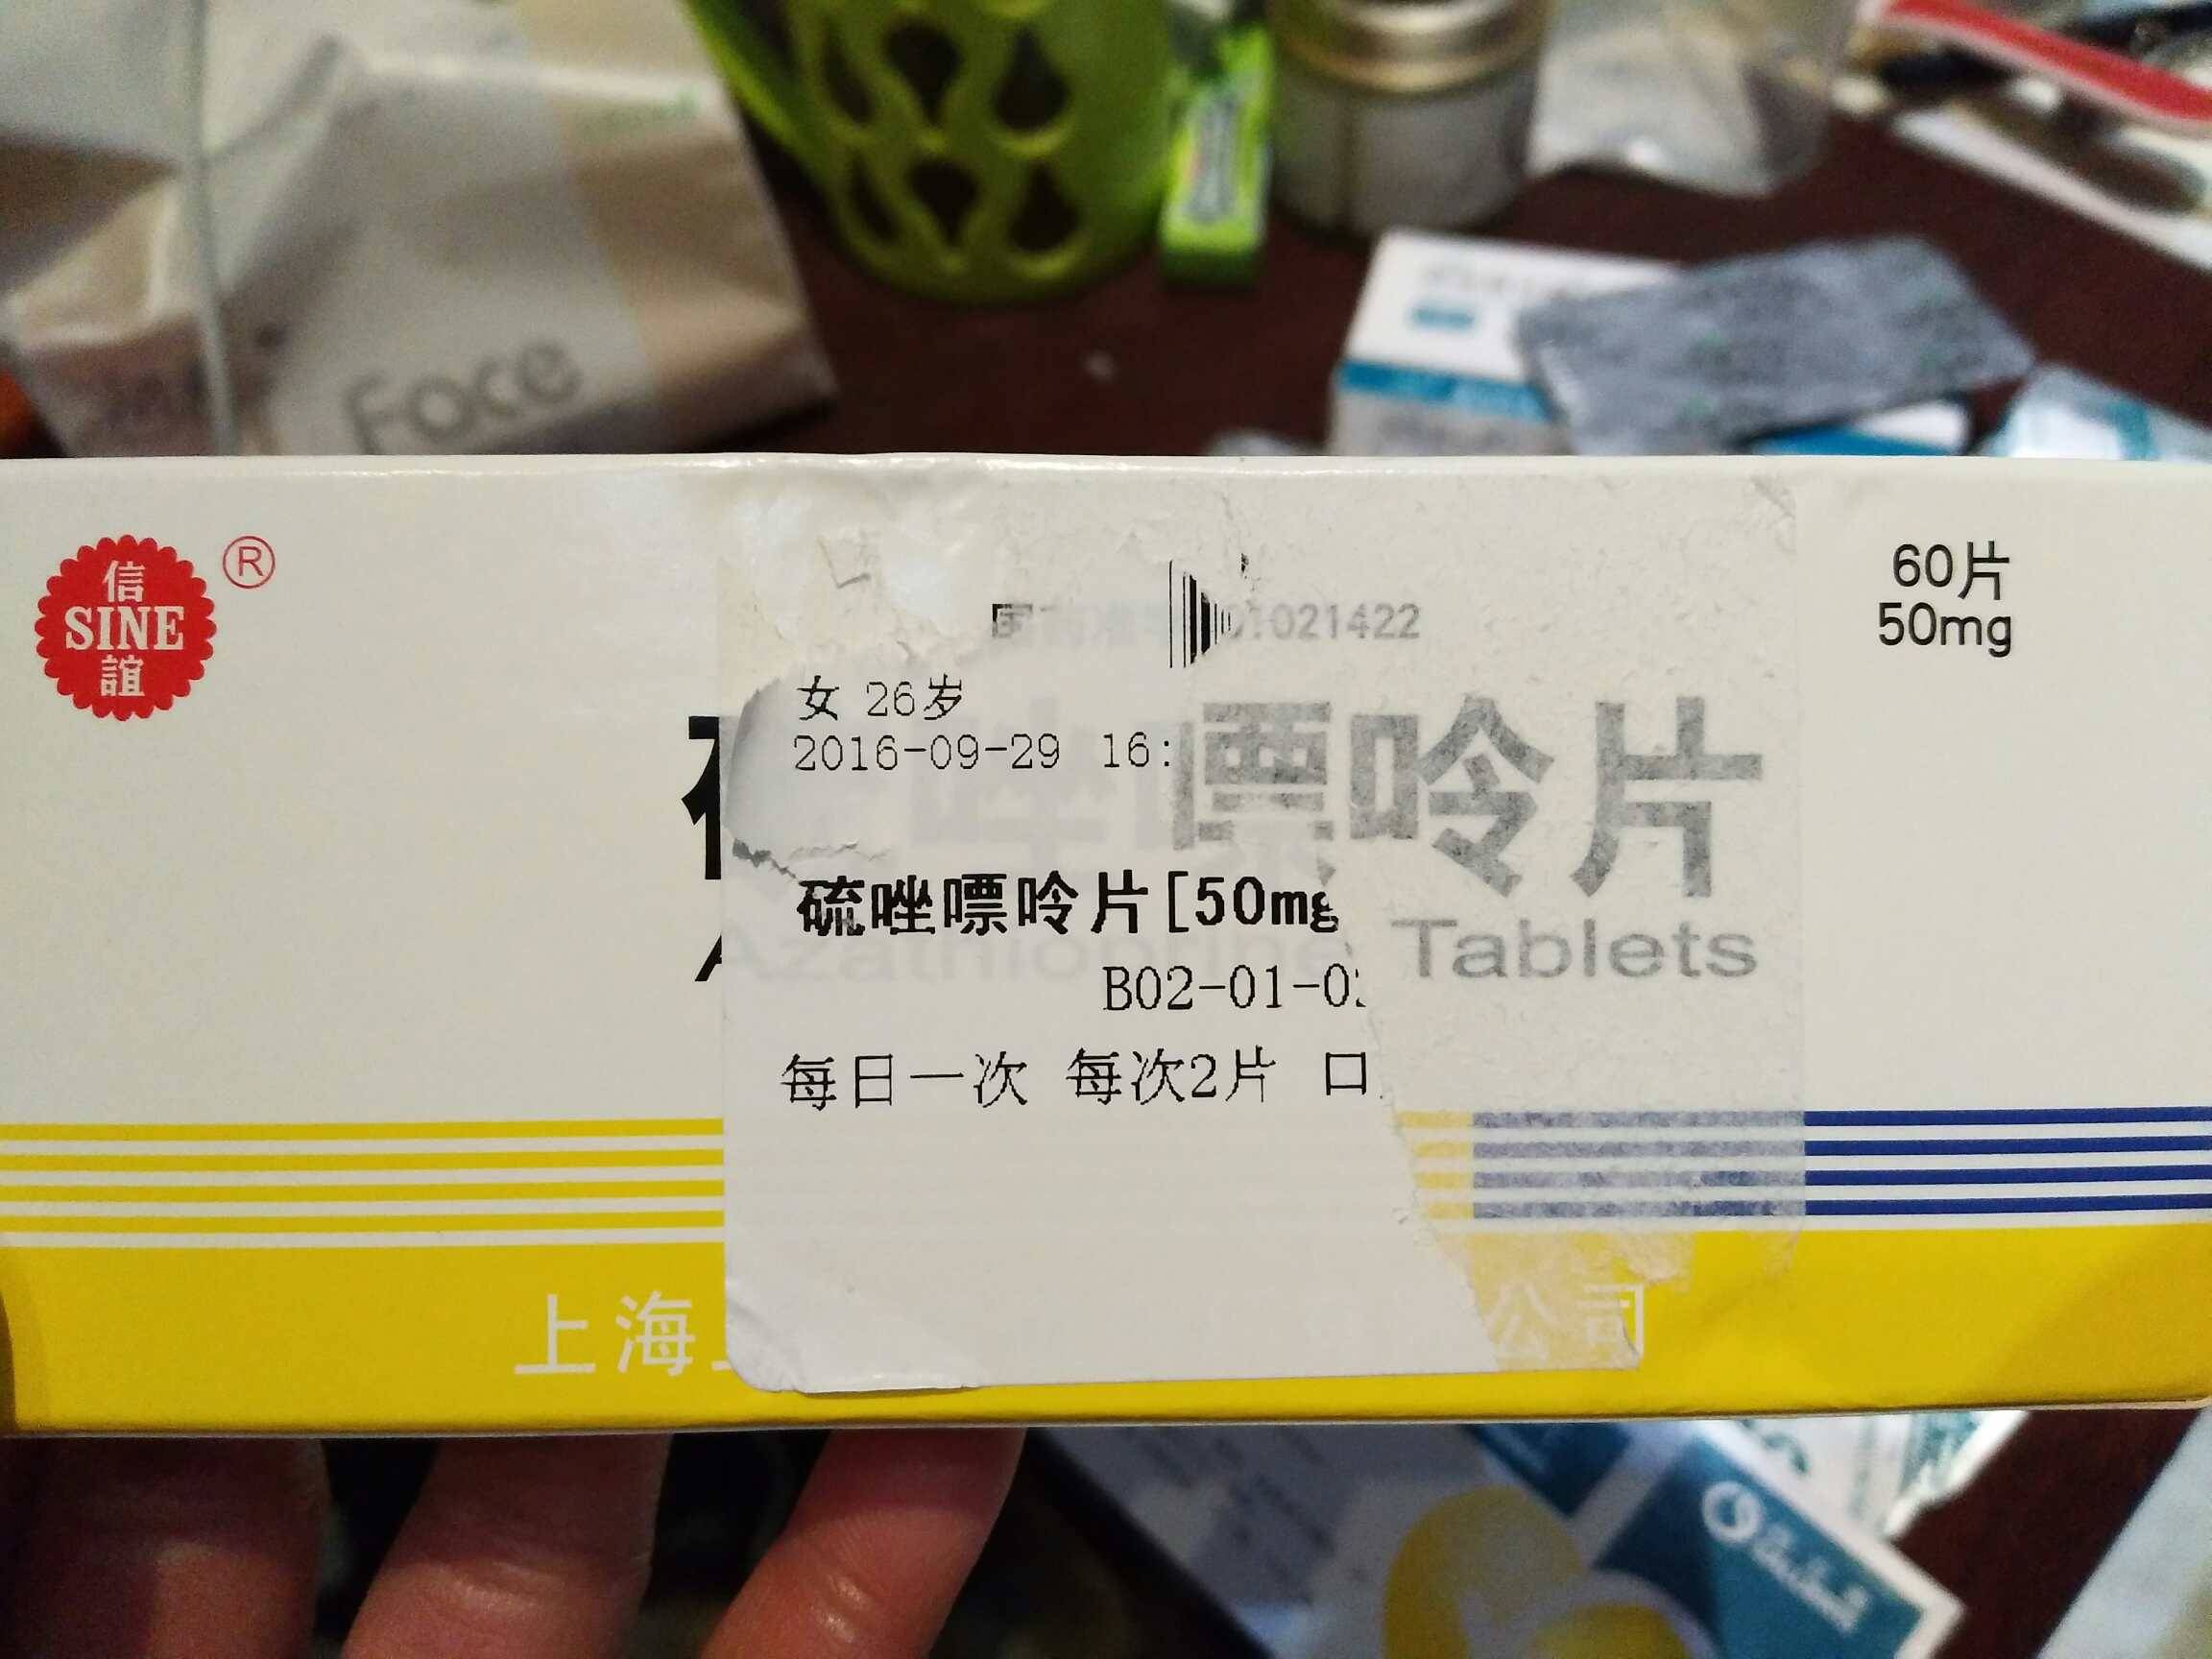 Face
信
SINE
誼
®
60片
50mg
1021422
女 26岁
2016-09-29 16:
嘌呤片
硫唑嘌呤片[50mg
Azathioprine Tablets
B02-01-0
每日一次 每次2片 口
上海
公司